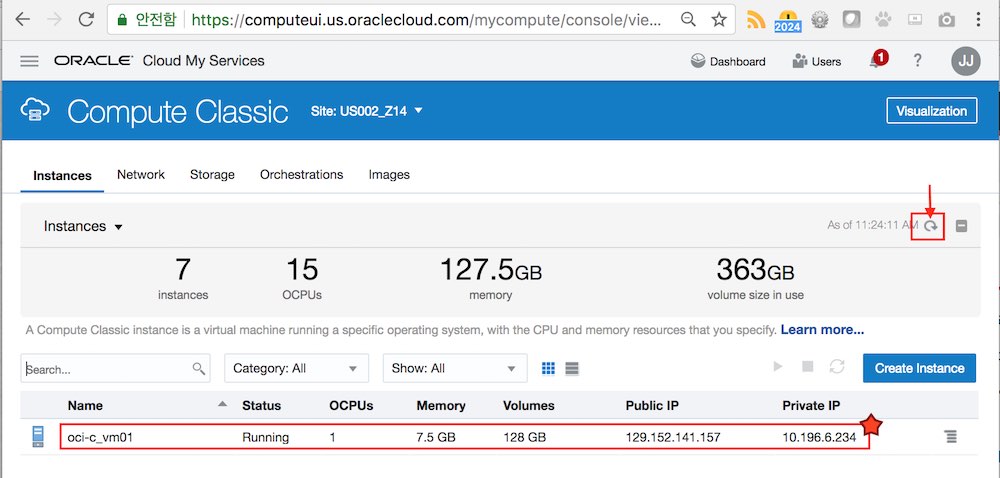 안전함 https://computeui.us.oraclecloud.com/mycompute/console/vie...
2024
ORACLE Cloud My Services Dashboard Users 1 ? JJ
Compute Classic Site: US002_Z14 Visualization
Instances Network Storage Orchestrations Images
Instances As of 11:24:11 AM
7 15 127.5GB 363GB
instances OCPUs memory volume size in use
A Compute Classic instance is a virtual machine running a specific operating system, with the CPU and memory resources that you specify. Learn more...
Search... Category: All Show: All Create Instance
Name Status OCPUs Memory Volumes Public IP Private IP
oci-c_vm01 Running 1 7.5 GB 128 GB 129.152.141.157 10.196.6.234